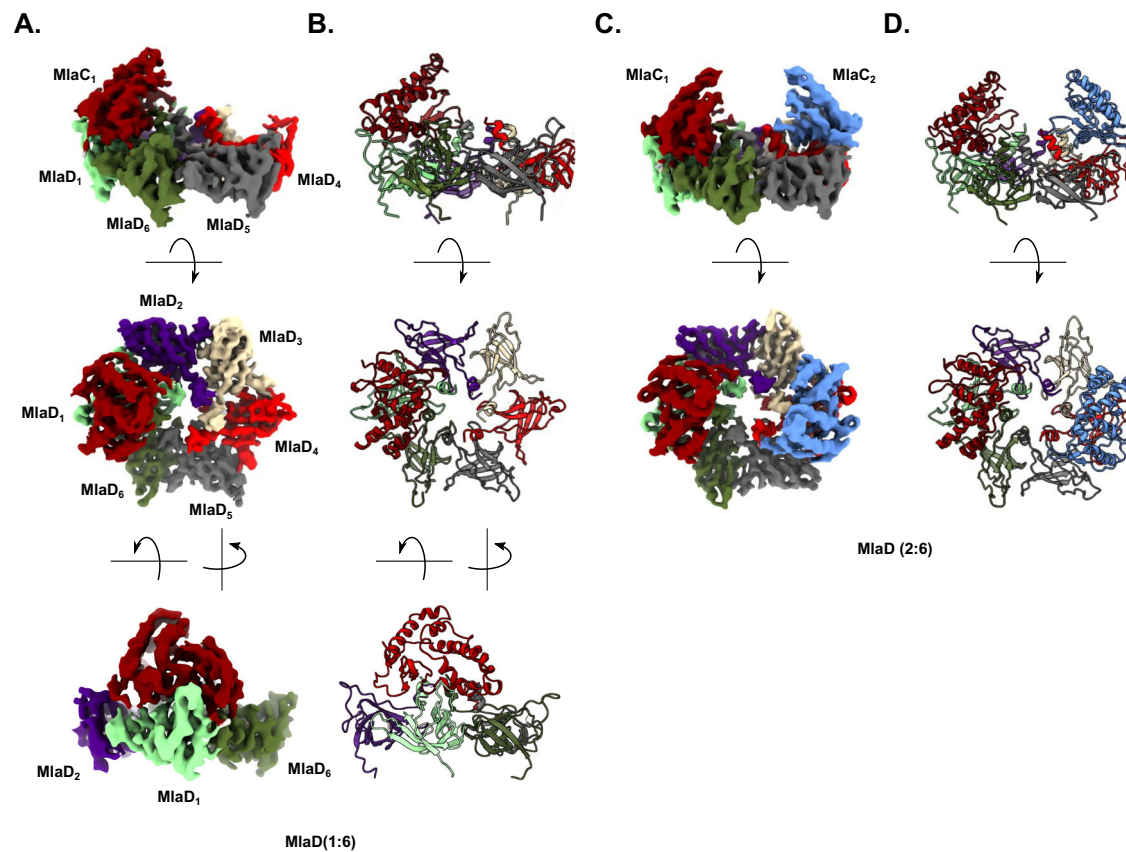 A.
B.
C.
D.
MlaC₁
MlaD₁
MlaD₆
MlaD₅
MlaD₄
MlaC₁
MlaC₂
MlaD₂
MlaD₃
MlaD₁
MlaD₄
MlaD₆
MlaD₅
MlaD (2:6)
MlaD₂
MlaD₁
MlaD₆
MlaD(1:6)